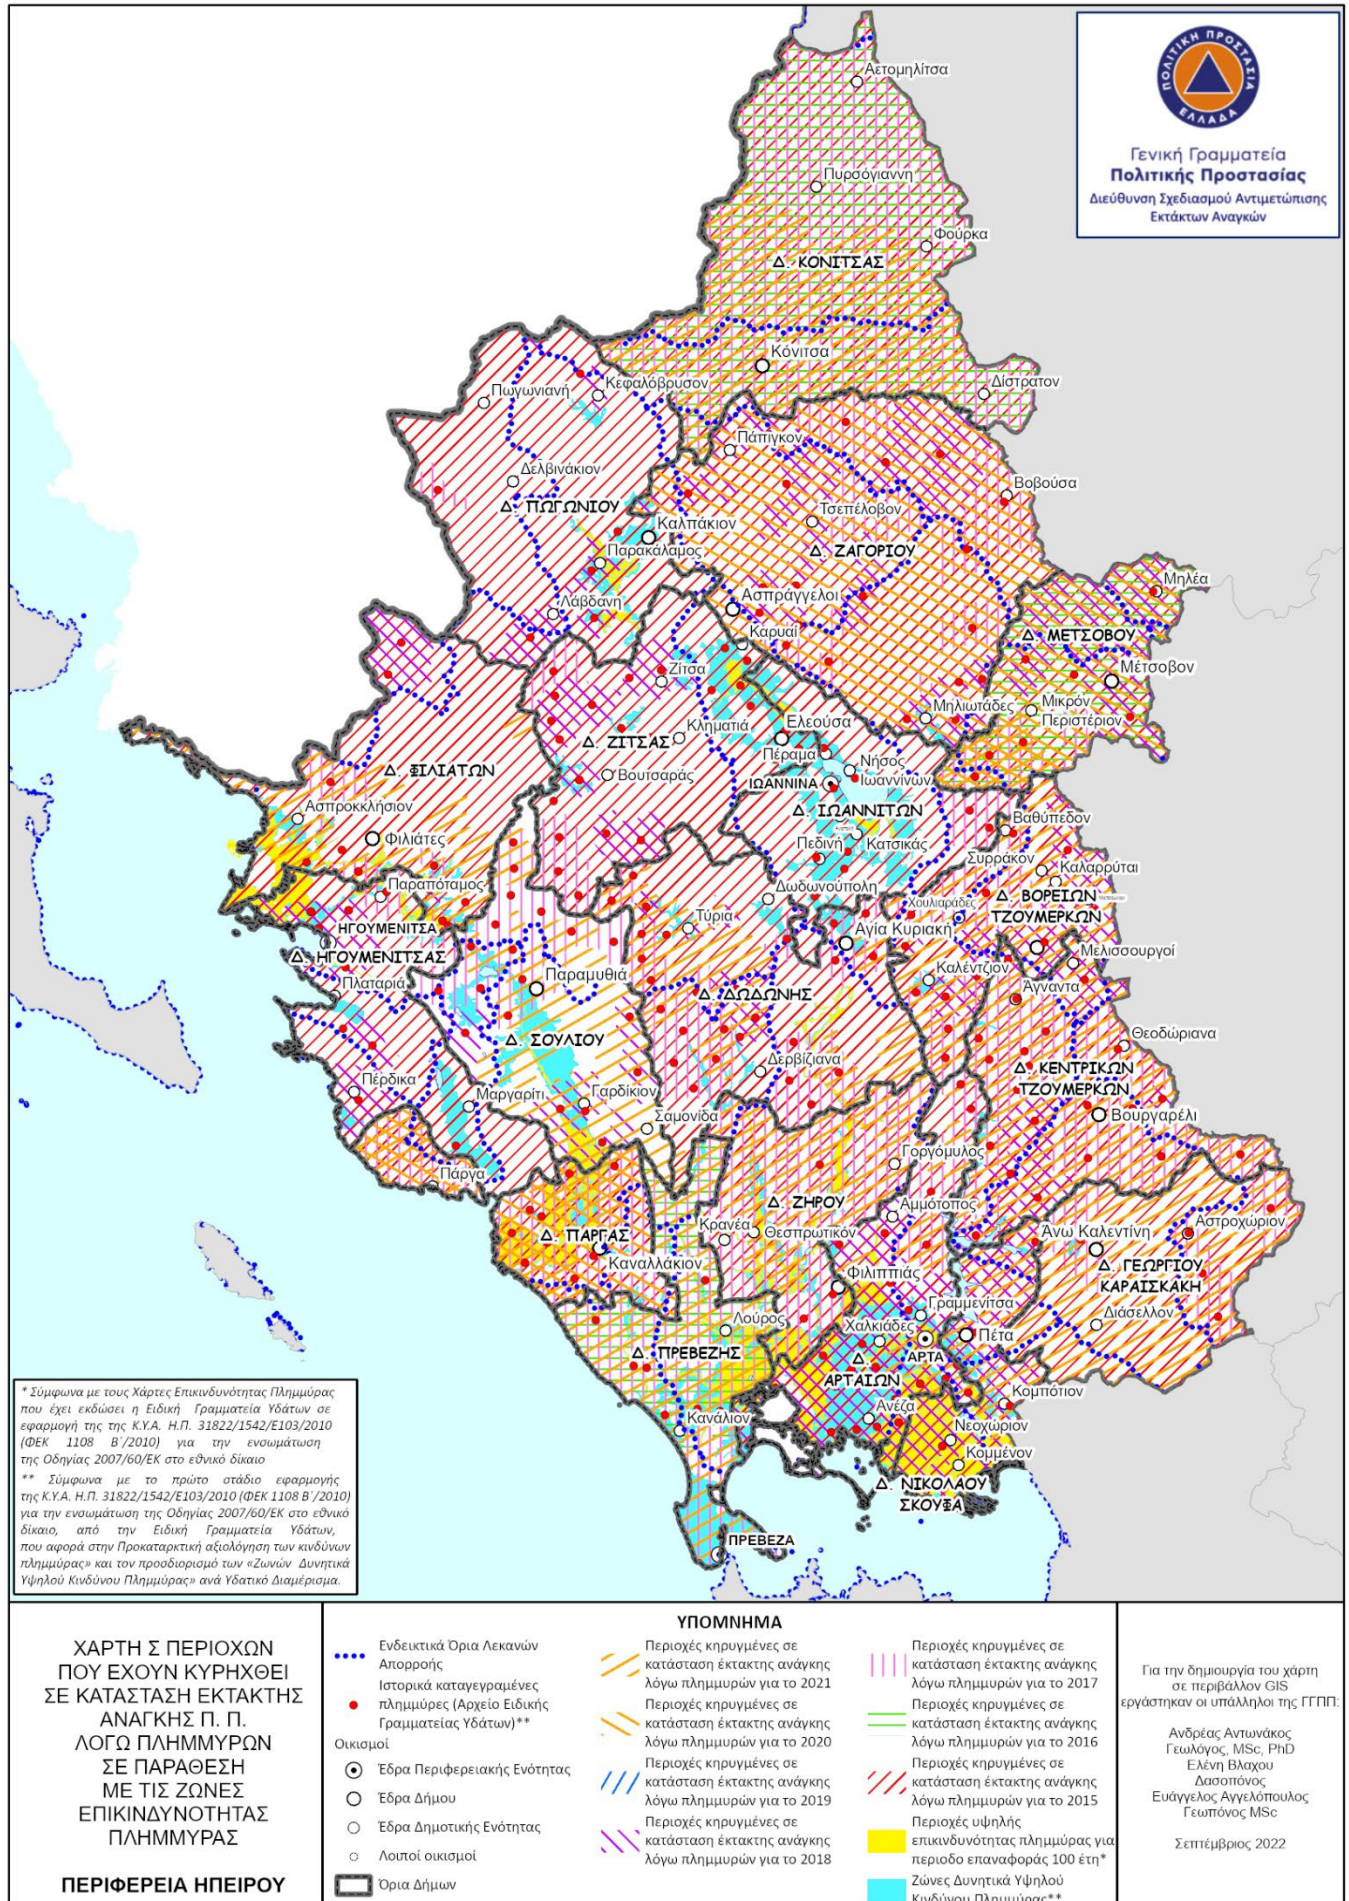 ΠΟΛΙΤΙΚΗ ΠΡΟΣΤΑΣΙΑ
ΕΛΛΑΔΑ
Γενική Γραμματεία
Πολιτικής Προστασίας
Διεύθυνση Σχεδιασμού Αντιμετώπισης
Εκτάκτων Αναγκών
Αετομηλίτσα
Πυρσόγιαννη
Φούρκα
Δ. ΚΟΝΙΤΣΑΣ
Κόνιτσα
Δίστρατον
Κεφαλόβρυσον
Πωγωνιανή
Πάπιγκον
Δελβινάκιον
Βοβούσα
Δ. ΠΩΓΩΝΙΟΥ
Τσεπέλοβον
Καλπάκιον
Δ. ΖΑΓΟΡΙΟΥ
Παρακάλαμος
Μηλέα
Λάβδανη
Ασπράγγελοι
Καρυαί
Δ. ΜΕΤΣΟΒΟΥ
Ζίτσα
Μέτσοβον
Μηλιωτάδες
Μικρόν
Περιστέριον
Κληματιά
Ελεούσα
Δ. ΖΙΤΣΑΣ
Πέραμα
Δ. ΦΙΛΙΑΤΩΝ
Βουτσαράς
Νήσος
Ιωαννίνων
ΙΩΑΝΝΙΝΑ
Ασπροκκλήσιον
Δ. ΙΩΑΝΝΙΤΩΝ
Βαθύπεδον
Φιλιάτες
Πεδινή
Κατσικάς
Συρράκον
Καλαρρύται
Παραπόταμος
Δωδωνούπολη
Χουλιαράδες
Δ. ΒΟΡΕΙΩΝ
ΤΖΟΥΜΕΡΚΩΝ
Τύρια
ΗΓΟΥΜΕΝΙΤΣΑ
Αγία Κυριακή
Δ. ΗΓΟΥΜΕΝΙΤΣΑΣ
Μελισσουργοί
Πλαταριά
Παραμυθιά
Καλέντζιον
Άγναντα
Δ. ΔΩΔΩΝΗΣ
Δ. ΣΟΥΛΙΟΥ
Θεοδώριανα
Δερβίζιανα
Δ. ΚΕΝΤΡΙΚΩΝ
ΤΖΟΥΜΕΡΚΩΝ
Πέρδικα
Μαργαρίτι
Γαρδίκιον
Βουργαρέλι
Σαμονίδα
Γοργόμυλος
Πάργα
Δ. ΖΗΡΟΥ
Αμμότοπος
Κρανέα
Θεσπρωτικόν
Άνω Καλεντίνη
Αστροχώριον
Δ. ΠΑΡΓΑΣ
Καναλλάκιον
Δ. ΓΕΩΡΓΙΟΥ
ΚΑΡΑΙΣΚΑΚΗ
Φιλιππιάς
Γραμμενίτσα
Διάσελλον
Λούρος
Χαλκιάδες
Πέτα
Δ. ΠΡΕΒΕΖΗΣ
Δ.
ΑΡΤΑΙΩΝ
ΑΡΤΑ
Κομπότιον
Ανέζα
Κανάλιον
Νεοχώριον
Κομμένον
Δ. ΝΙΚΟΛΑΟΥ
ΣΚΟΥΦΑ
ΠΡΕΒΕΖΑ
* Σύμφωνα με τους Χάρτες Επικινδυνότητας Πλημμύρας
που έχει εκδώσει η Ειδική Γραμματεία Υδάτων σε
εφαρμογή της της Κ.Υ.Α. Η.Π. 31822/1542/Ε103/2010
(ΦΕΚ 1108 Β΄/2010) για την ενσωμάτωση
της Οδηγίας 2007/60/ΕΚ στο εθνικό δίκαιο
** Σύμφωνα με το πρώτο στάδιο εφαρμογής
της Κ.Υ.Α. Η.Π. 31822/1542/Ε103/2010 (ΦΕΚ 1108 Β΄/2010)
για την ενσωμάτωση της Οδηγίας 2007/60/ΕΚ στο εθνικό
δίκαιο, από την Ειδική Γραμματεία Υδάτων,
που αφορά στην Προκαταρκτική αξιολόγηση των κινδύνων
πλημμύρας» και τον προσδιορισμό των «Ζωνών Δυνητικά
Υψηλού Κινδύνου Πλημμύρας» ανά Υδατικό Διαμέρισμα.
ΧΑΡΤΗ Σ ΠΕΡΙΟΧΩΝ
ΠΟΥ ΕΧΟΥΝ ΚΥΡΗΧΘΕΙ
ΣΕ ΚΑΤΑΣΤΑΣΗ ΕΚΤΑΚΤΗΣ
ΑΝΑΓΚΗΣ Π. Π.
ΛΟΓΩ ΠΛΗΜΜΥΡΩΝ
ΣΕ ΠΑΡΑΘΕΣΗ
ΜΕ ΤΙΣ ΖΩΝΕΣ
ΕΠΙΚΙΝΔΥΝΟΤΗΤΑΣ
ΠΛΗΜΜΥΡΑΣ
ΠΕΡΙΦΕΡΕΙΑ ΗΠΕΙΡΟΥ
ΥΠΟΜΝΗΜΑ
Ενδεικτικά Όρια Λεκανών
Απορροής
Ιστορικά καταγεγραμένες
πλημμύρες (Αρχείο Ειδικής
Γραμματείας Υδάτων)**
Οικισμοί
Έδρα Περιφερειακής Ενότητας
Έδρα Δήμου
Έδρα Δημοτικής Ενότητας
Λοιποί οικισμοί
Όρια Δήμων
Περιοχές κηρυγμένες σε
κατάσταση έκτακτης ανάγκης
λόγω πλημμυρών για το 2021
Περιοχές κηρυγμένες σε
κατάσταση έκτακτης ανάγκης
λόγω πλημμυρών για το 2020
Περιοχές κηρυγμένες σε
κατάσταση έκτακτης ανάγκης
λόγω πλημμυρών για το 2019
Περιοχές κηρυγμένες σε
κατάσταση έκτακτης ανάγκης
λόγω πλημμυρών για το 2018
Περιοχές κηρυγμένες σε
κατάσταση έκτακτης ανάγκης
λόγω πλημμυρών για το 2017
Περιοχές κηρυγμένες σε
κατάσταση έκτακτης ανάγκης
λόγω πλημμυρών για το 2016
Περιοχές κηρυγμένες σε
κατάσταση έκτακτης ανάγκης
λόγω πλημμυρών για το 2015
Περιοχές υψηλής
επικινδυνότητας πλημμύρας για
περιοδο επαναφοράς 100 έτη*
Ζώνες Δυνητικά Υψηλού
Κινδύνου Πλημμύρας**
Για την δημιουργία του χάρτη
σε περιβάλλον GIS
εργάστηκαν οι υπάλληλοι της ΓΓΠΠ:
Ανδρέας Αντωνάκος
Γεωλόγος, MSc, PhD
Ελένη Βλαχου
Δασοπόνος
Ευάγγελος Αγγελόπουλος
Γεωπόνος MSc
Σεπτέμβριος 2022